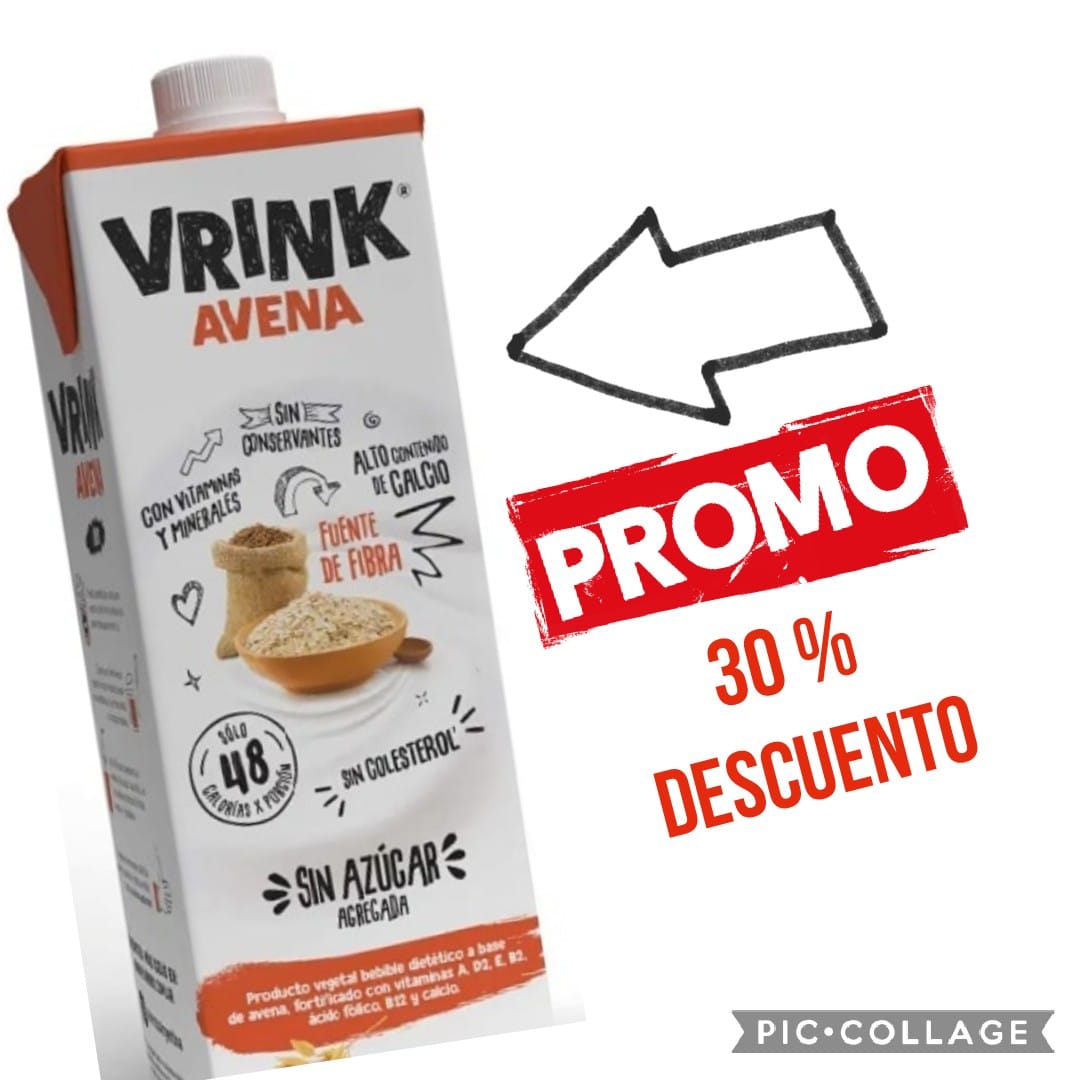 VRINK®
AVENA
SIN
CONSERVANTES
CON VITAMINAS
Y MINERALES
ALTO CONTENIDO
DE CALCIO
FUENTE
DE FIBRA
SÓLO
48
CALORÍAS X PORCIÓN
SIN COLESTEROL
SIN AZÚCAR
AGREGADA
Producto vegetal bebible dietético a base
de avena, fortificado con vitaminas A, D2, E, B2,
ácido fólico, B12 y calcio.
VRINK
AVENA
PROMO
30 %
DESCUENTO
PIC•COLLAGE